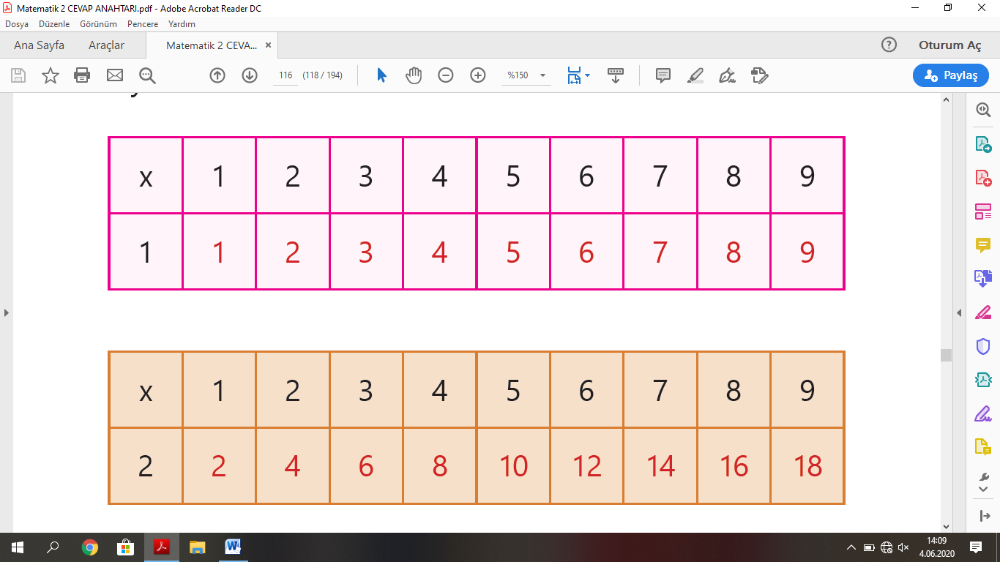 Matematik 2 CEVAP ANAHTARI.pdf - Adobe Acrobat Reader DC
Dosya Düzenle Görünüm Pencere Yardım
Ana Sayfa Araçlar Matematik 2 CEVA... × ? Oturum Aç
116 (118 / 194) %150 Paylaş
x 1 2 3 4 5 6 7 8 9
1 1 2 3 4 5 6 7 8 9
x 1 2 3 4 5 6 7 8 9
2 2 4 6 8 10 12 14 16 18
14:09
4.06.2020